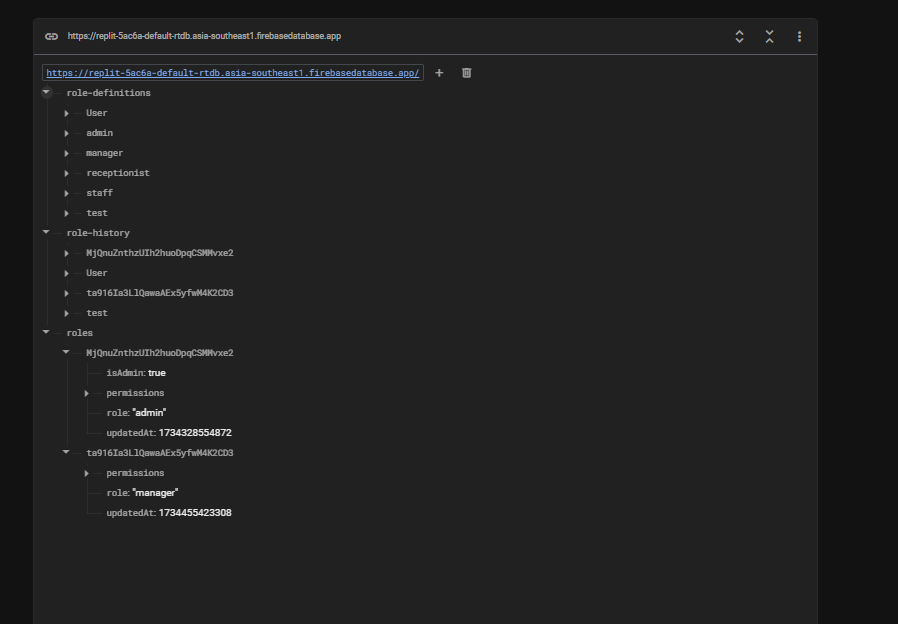 https://replit-5ac6a-default-rtdb.asia-southeast1.firebasedatabase.app
https://replit-5ac6a-default-rtdb.asia-southeast1.firebasedatabase.app/
role-definitions
User
admin
manager
receptionist
staff
test
role-history
MjQnuZnthzUIh2huoDpqCSMMvxe2
User
ta916Ia3LlQawaAEx5yfwM4K2CD3
test
roles
MjQnuZnthzUIh2huoDpqCSMMvxe2
isAdmin: true
permissions
role: "admin"
updatedAt: 1734328554872
ta916Ia3LlQawaAEx5yfwM4K2CD3
permissions
role: "manager"
updatedAt: 1734455423308